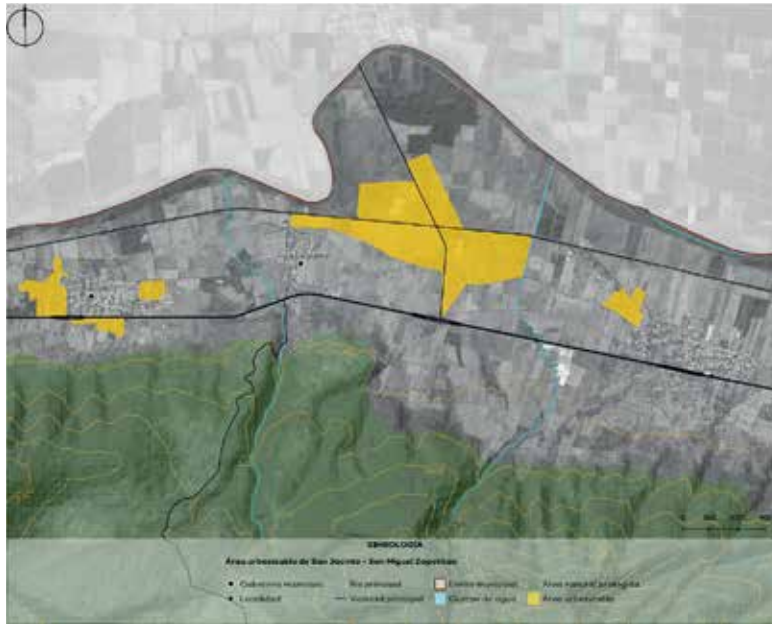 SIMBOLOGÍA
Área urbanizable de San Jacinto - San Miguel Zapotitlán
Cabecera municipal Río principal Límite municipal Área natural protegida
Localidad Vialidad principal Cuerpo de agua Área urbanizable